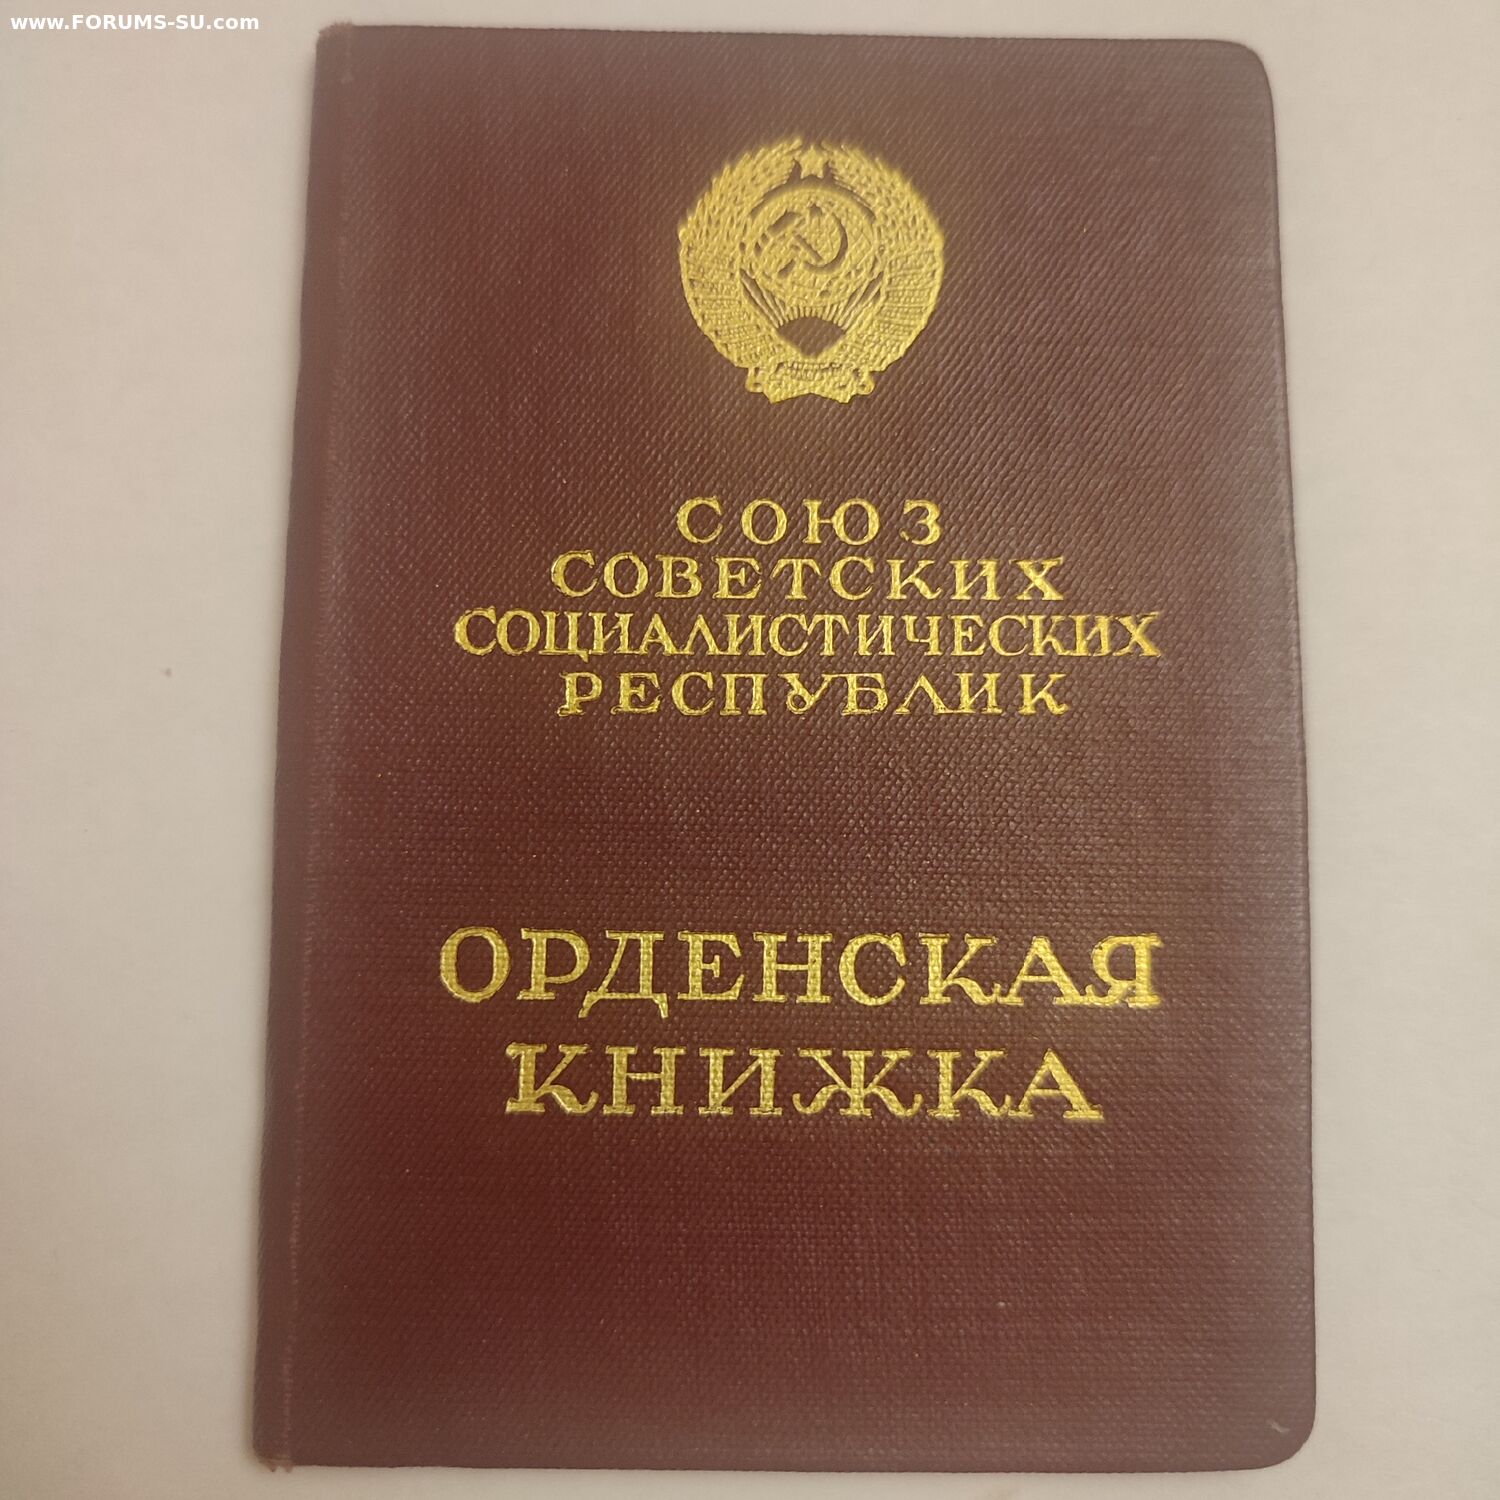 www.FORUMS-SU.com
СОЮЗ
СОВЕТСКИХ
СОЦИАЛИСТИЧЕСКИХ
РЕСПУБЛИК
ОРДЕНСКАЯ
КНИЖКА